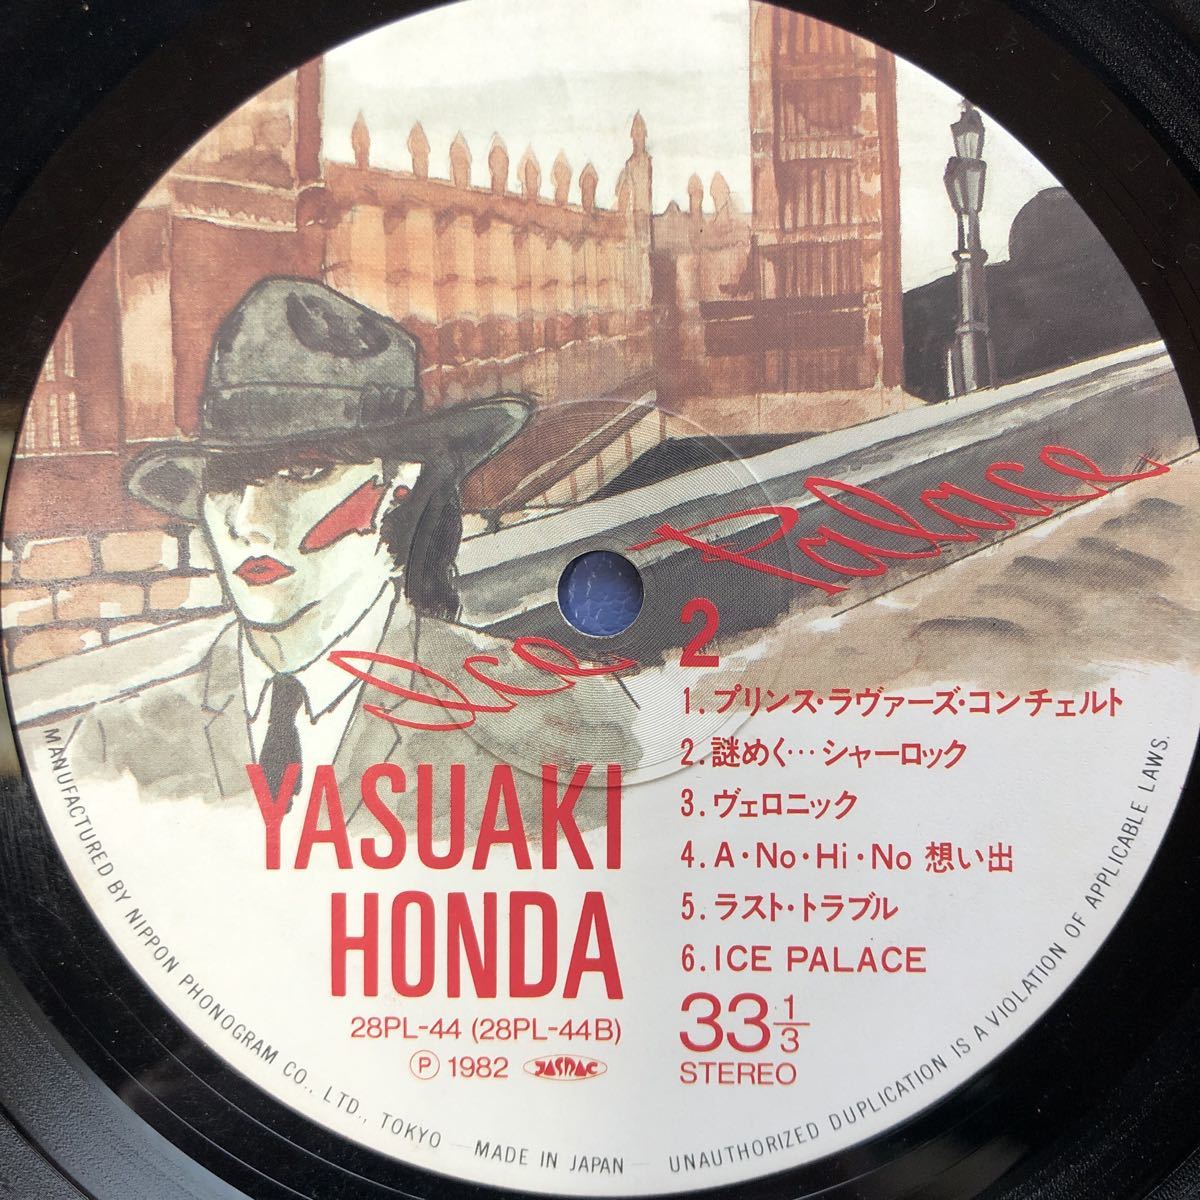 Ice Palace
2
1.プリンス・ラヴァーズ・コンチェルト
2.謎めく…シャーロック
3.ヴェロニック
4.A・No・Hi・No 想い出
5.ラスト・トラブル
6.ICE PALACE
YASUAKI
HONDA
28PL-44 (28PL-44B)
Ⓟ 1982 JASRAC
33 1/3
STEREO
MANUFACTURED BY NIPPON PHONOGRAM CO., LTD., TOKYO — MADE IN JAPAN — UNAUTHORIZED DUPLICATION IS A VIOLATION OF APPLICABLE LAWS.